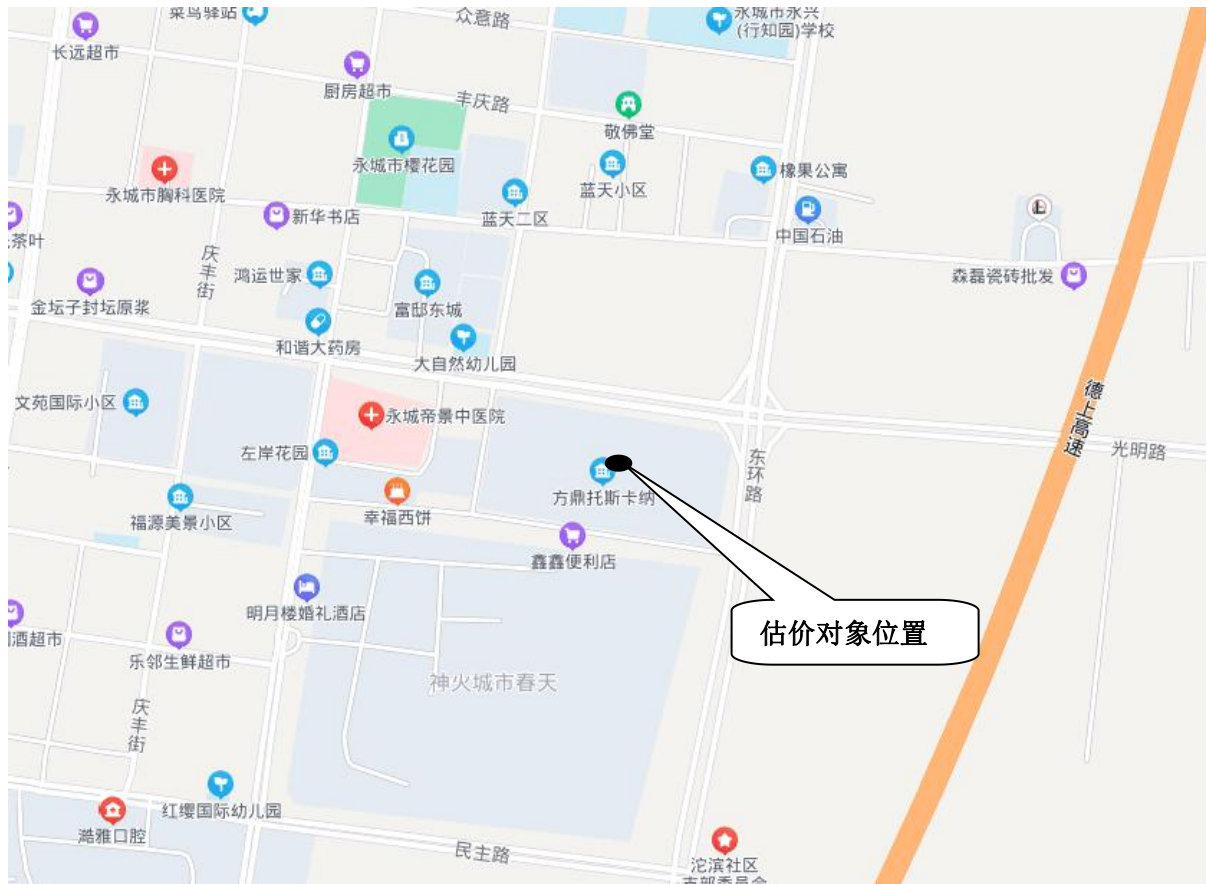 菜鸟驿站
众意路
永城市永兴
(行知园)学校
长远超市
厨房超市
丰庆路
敬佛堂
永城市樱花园
永城市胸科医院
蓝天小区
橡果公寓
新华书店
蓝天二区
中国石油
茶叶
庆丰街
鸿运世家
富邸东城
森磊瓷砖批发
金坛子封坛原浆
和谐大药房
大自然幼儿园
德上高速
文苑国际小区
永城帝景中医院
左岸花园
东环路
光明路
方鼎托斯卡纳
福源美景小区
幸福西饼
鑫鑫便利店
明月楼婚礼酒店
估价对象位置
酒超市
乐邻生鲜超市
神火城市春天
庆丰街
红缨国际幼儿园
澔雅口腔
民主路
沱滨社区
支部委员会